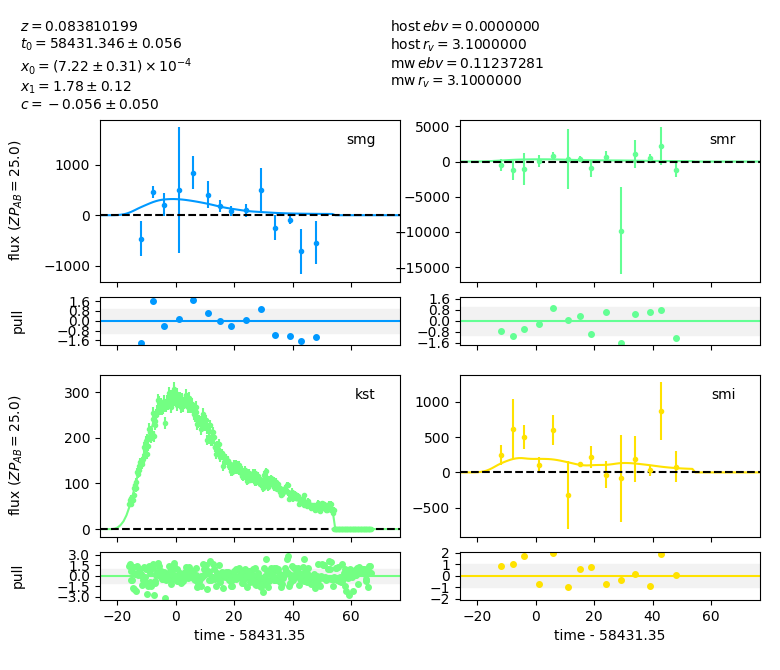 z = 0.083810199
t₀ = 58431.346 ± 0.056
x₀ = (7.22 ± 0.31) × 10⁻⁴
x₁ = 1.78 ± 0.12
c = −0.056 ± 0.050
host ebv = 0.0000000
host r_v = 3.1000000
mw ebv = 0.11237281
mw r_v = 3.1000000
flux (ZP_AB = 25.0)
1000
0
−1000
smg
5000
0
−5000
−10000
−15000
smr
pull
1.6
0.8
0.0
−0.8
−1.6
1.6
0.8
0.0
−0.8
−1.6
flux (ZP_AB = 25.0)
300
200
100
0
kst
1000
500
0
−500
smi
pull
3.0
1.5
0.0
−1.5
−3.0
2
1
0
−1
−2
−20 0 20 40 60
−20 0 20 40 60
time - 58431.35
time - 58431.35